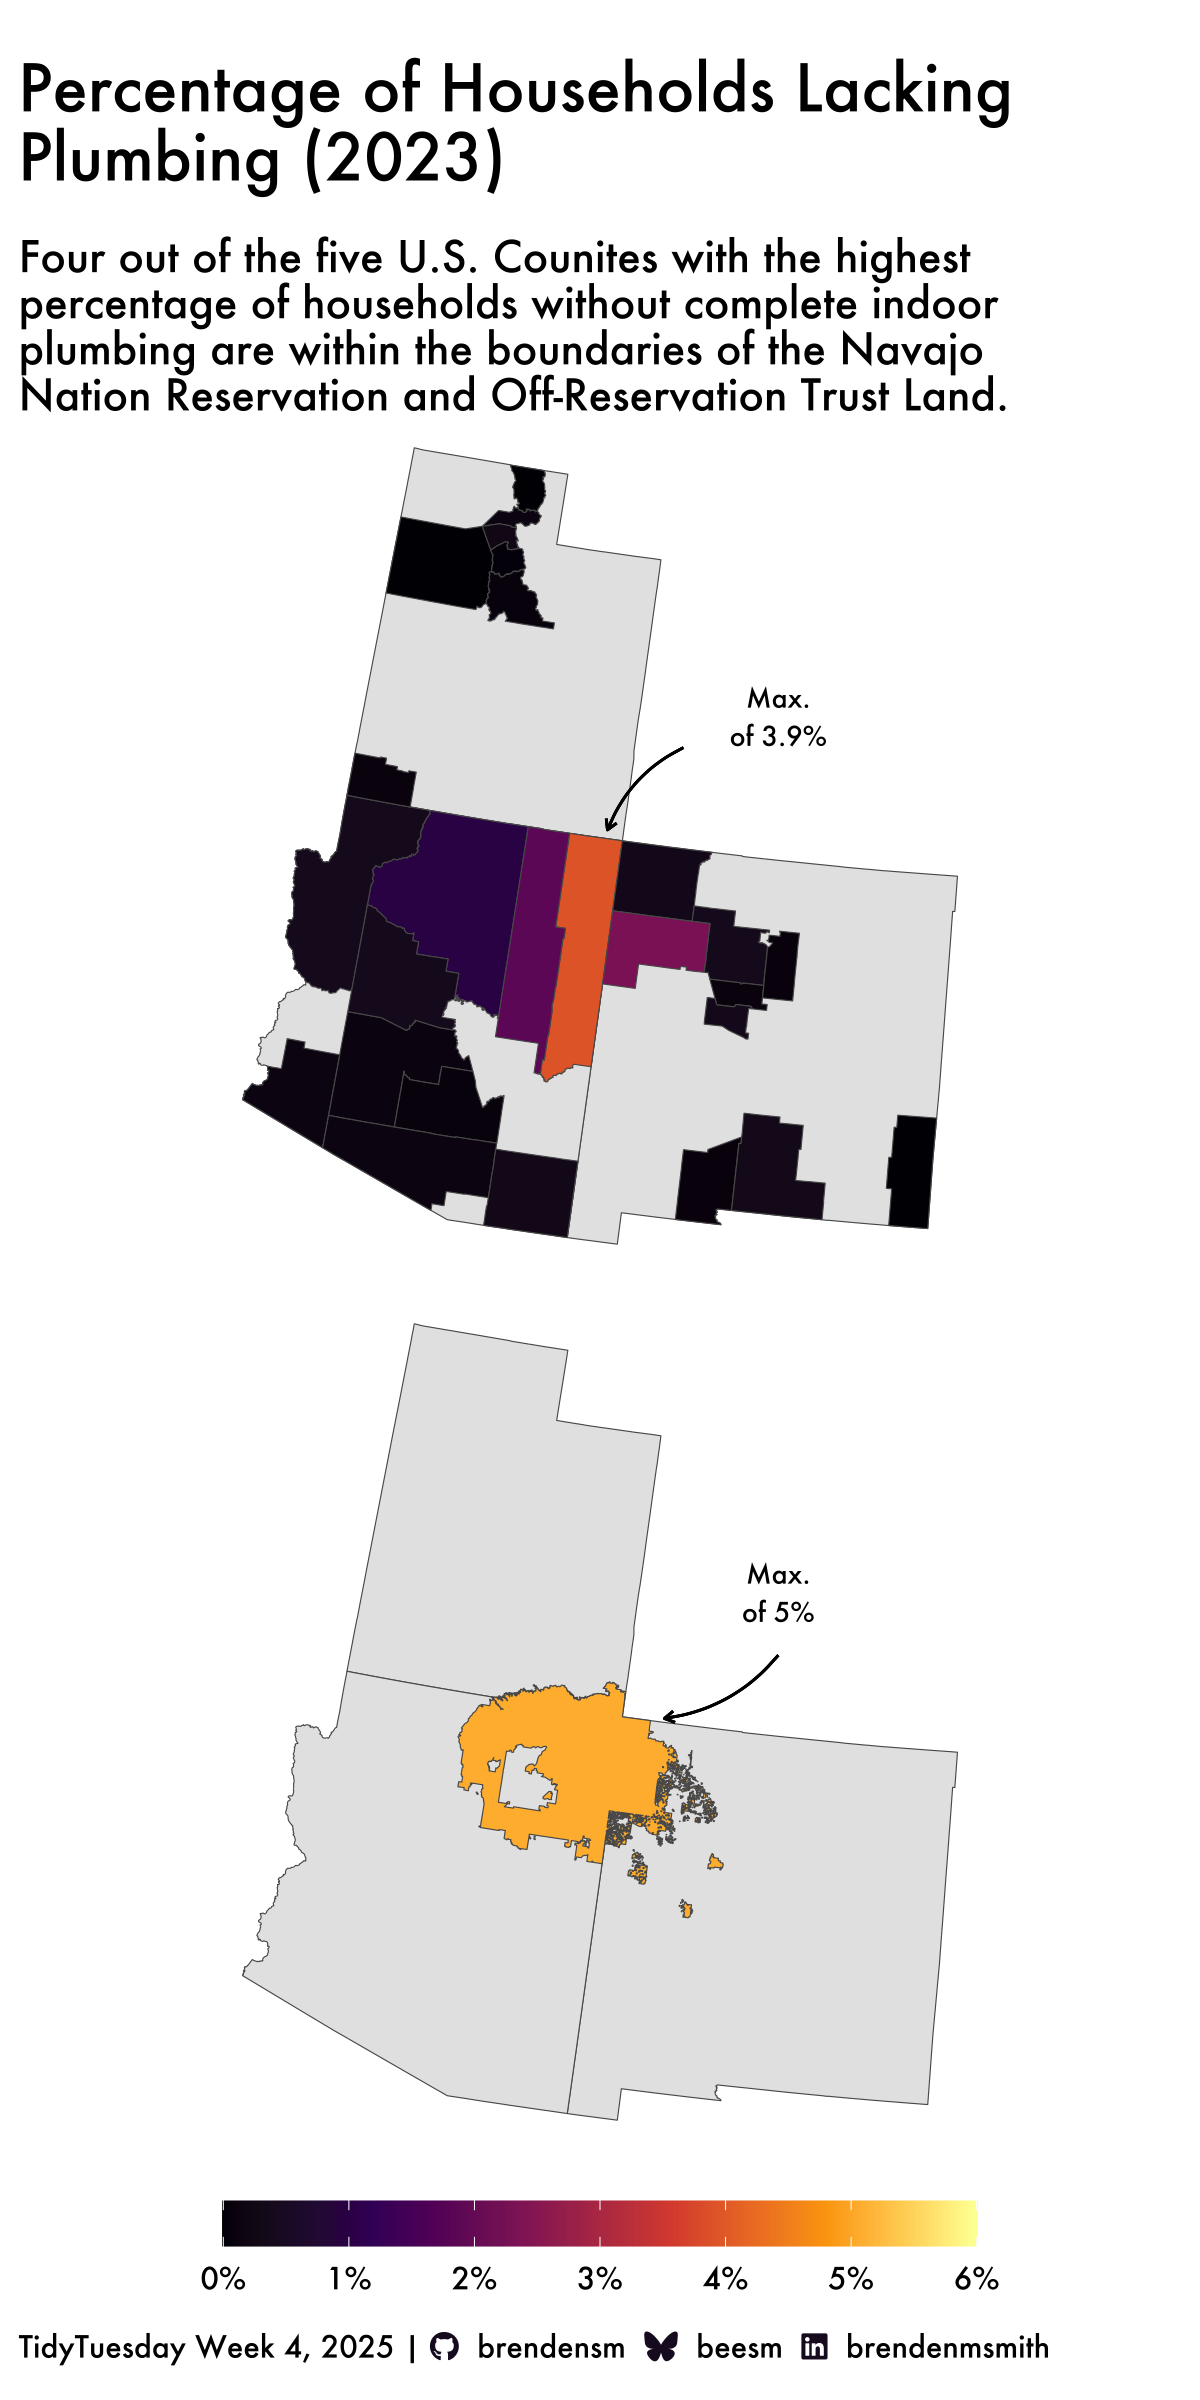 Percentage of Households Lacking
Plumbing (2023)
Four out of the five U.S. Counites with the highest
percentage of households without complete indoor
plumbing are within the boundaries of the Navajo
Nation Reservation and Off-Reservation Trust Land.
Max.
of 3.9%
Max.
of 5%
0% 1% 2% 3% 4% 5% 6%
TidyTuesday Week 4, 2025 | brendensm beesm in brendenmsmith